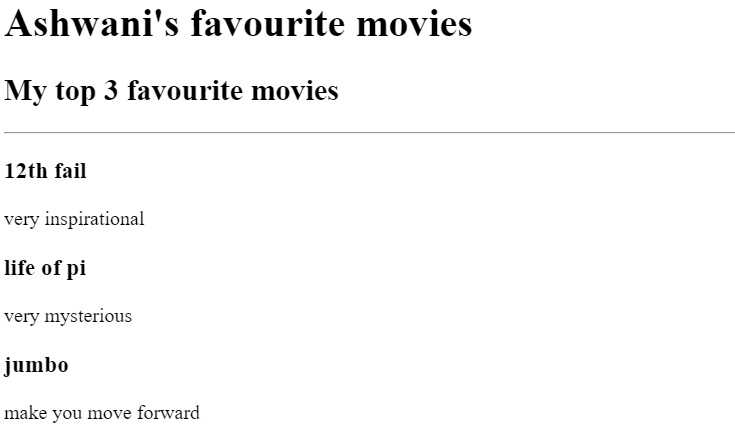 Ashwani's favourite movies
My top 3 favourite movies
12th fail
very inspirational
life of pi
very mysterious
jumbo
make you move forward